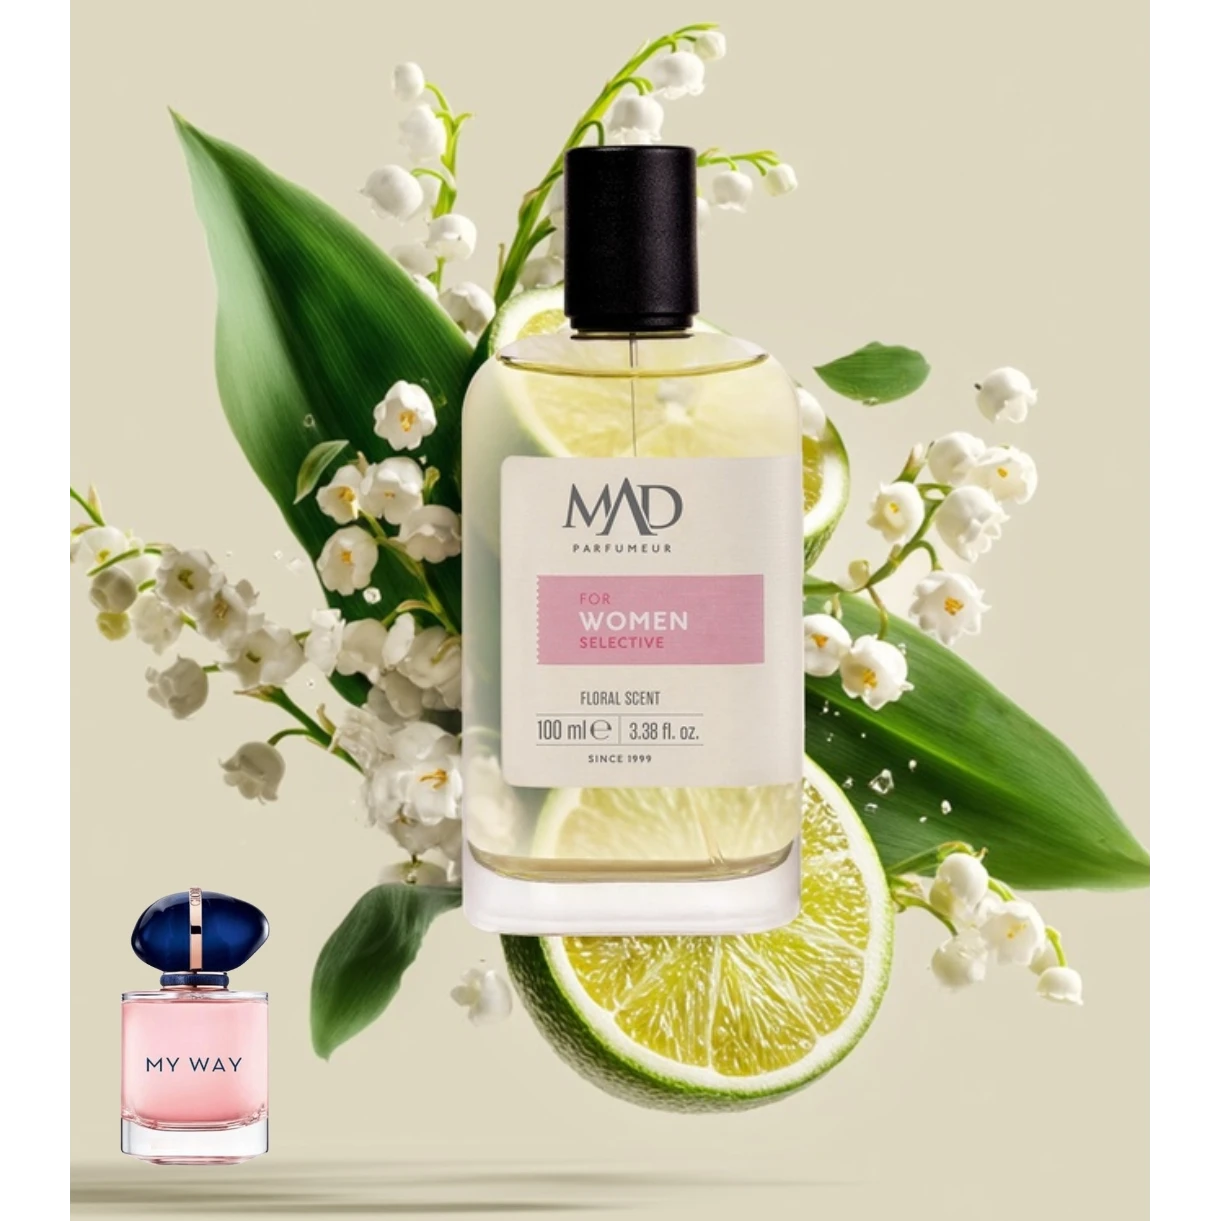 MAD
PARFUMEUR
FOR
WOMEN
SELECTIVE
FLORAL SCENT
100 ml ℮ 3.38 fl. oz.
SINCE 1999
MY WAY